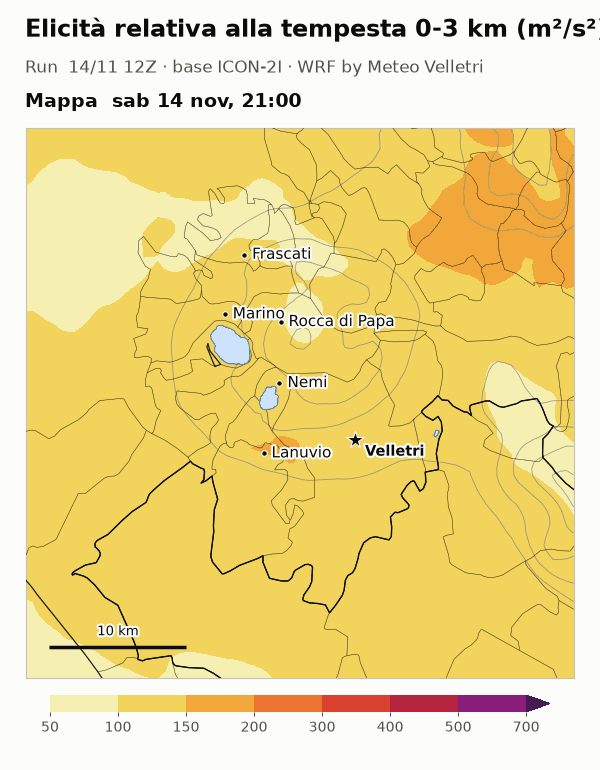 Elicità relativa alla tempesta 0-3 km (m²/s²)
Run 14/11 12Z · base ICON-2I · WRF by Meteo Velletri
Mappa sab 14 nov, 21:00
Frascati
Marino
Rocca di Papa
Nemi
Velletri
Lanuvio
10 km
50 100 150 200 300 400 500 700